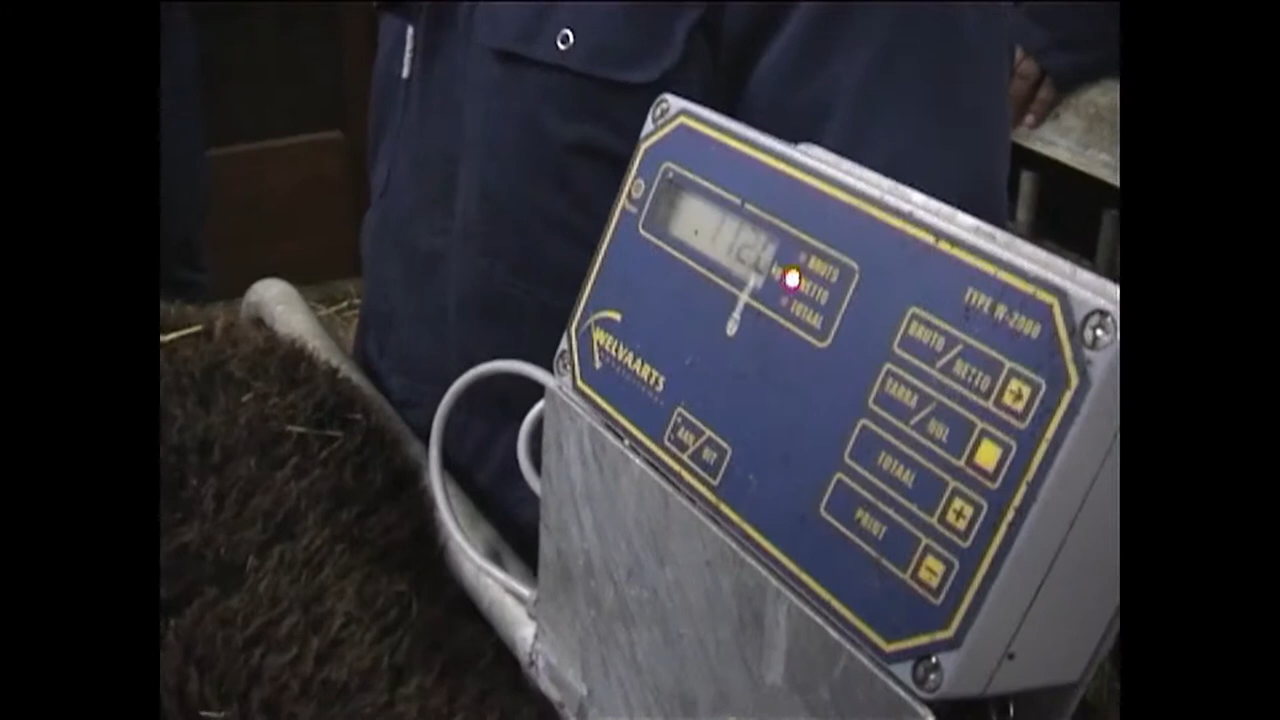 BRUTO
NETTO
TOTAAL
TYPE W-2000
WELVAARTS
BRUTO/NETTO
TARRA/NUL
TOTAAL
+
PRINT
-
AAN/UIT